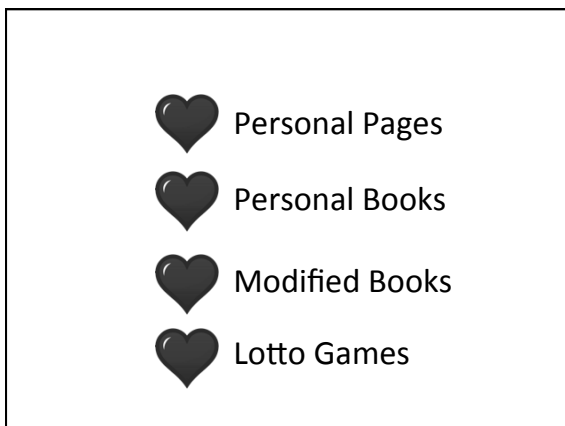 Personal Pages
Personal Books
Modified Books
Lotto Games